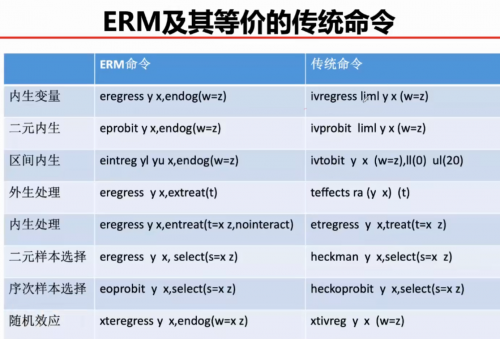 ERM及其等价的传统命令
ERM命令 传统命令
内生变量 eregress y x,endog(w=z) ivregress liml y x (w=z)
二元内生 eprobit y x,endog(w=z) ivprobit liml y x (w=z)
区间内生 eintreg yl yu x,endog(w=z) ivtobit y x (w=z),ll(0) ul(20)
外生处理 eregress y x,extreat(t) teffects ra (y x) (t)
内生处理 eregress y x,entreat(t=x z,nointeract) etregress y x,treat(t=x z)
二元样本选择 eregress y x, select(s=x z) heckman y x,select(s=x z)
序次样本选择 eoprobit y x,select(s=x z) heckoprobit y x,select(s=x z)
随机效应 xteregress y x,endog(w=x z) xtivreg y x (w=z)